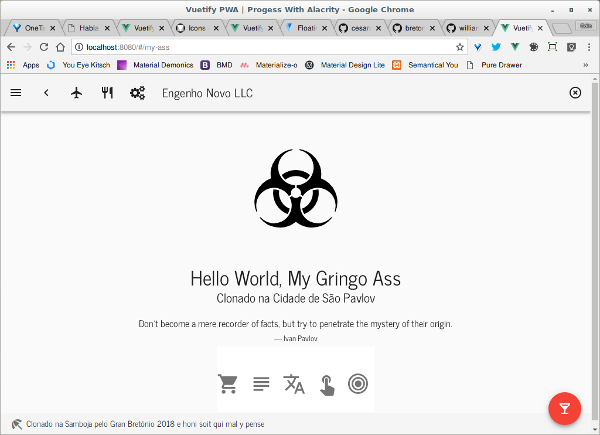 Vuetify PWA | Progess With Alacrity - Google Chrome
OneT
Habla
Vuetif
Icons
Vuetif
Floati
cesar
breto
willia
Vuetif
localhost:8080/#/my-ass
Apps
You Eye Kitsch
Material Demonics
BMD
Materialize-o
Material Design Lite
Semantical You
Pure Drawer
Engenho Novo LLC
Hello World, My Gringo Ass
Clonado na Cidade de São Pavlov
Don't become a mere recorder of facts, but try to penetrate the mystery of their origin.
— Ivan Pavlov
Clonado na Samboja pelo Gran Bretônio 2018 e honi soit qui mal y pense